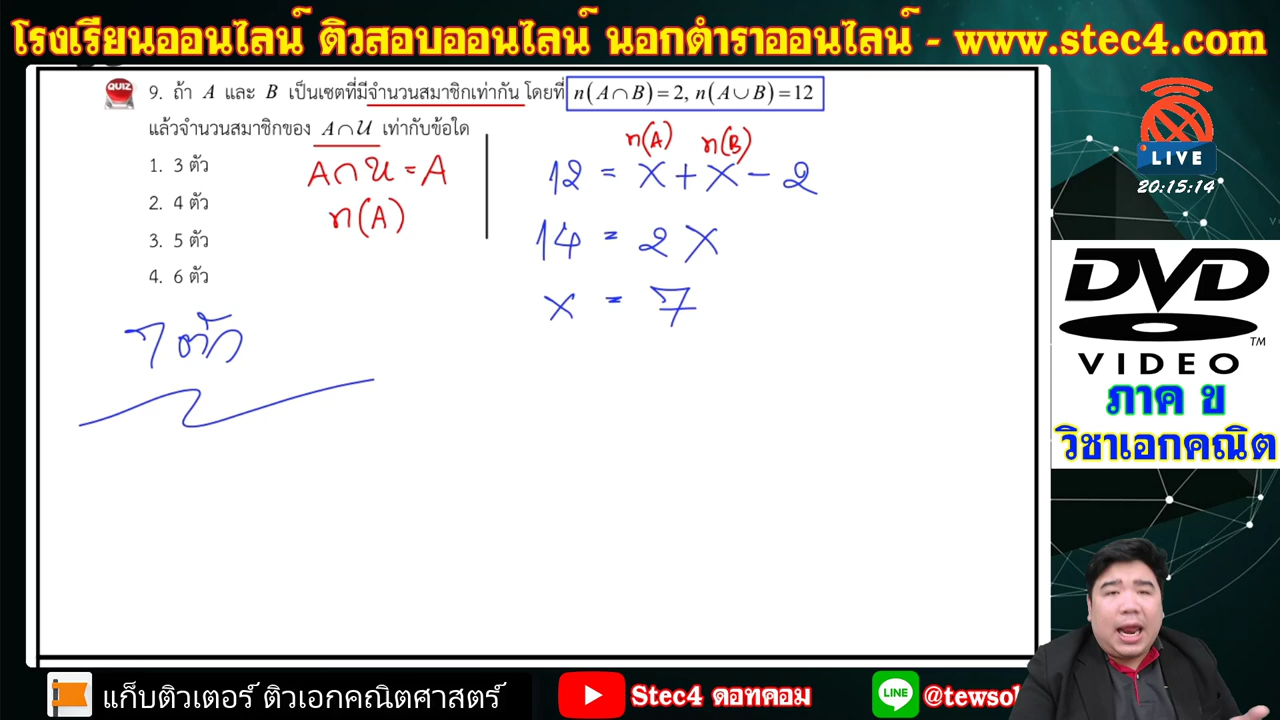 โรงเรียนออนไลน์ ติวสอบออนไลน์ นอกตำราออนไลน์ - www.stec4.com
QUIZ
9. ถ้า A และ B เป็นเซตที่มีจำนวนสมาชิกเท่ากัน โดยที่ n(A∩B)=2, n(A∪B)=12
แล้วจำนวนสมาชิกของ A∩U เท่ากับข้อใด
1. 3 ตัว
2. 4 ตัว
3. 5 ตัว
4. 6 ตัว
A∩U=A
n(A)
7 ตัว
n(A) n(B)
12 = x + x - 2
14 = 2x
x = 7
LIVE
20:15:14
DVD
VIDEO
TM
ภาค ข
วิชาเอกคณิต
แก็บติวเตอร์ ติวเอกคณิตศาสตร์
Stec4 ดอทคอม
LINE
@tewsol